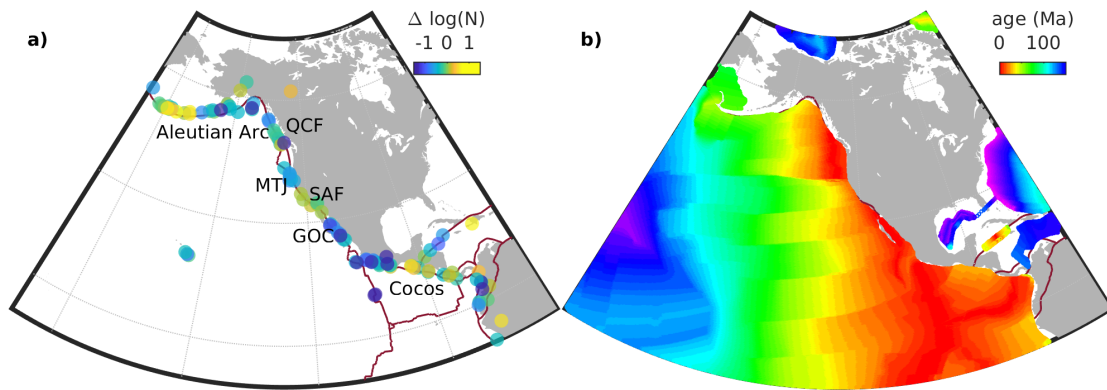 a)
Δ log(N)
-1 0 1
Aleutian Arc
QCF
MTJ
SAF
GOC
Cocos
b)
age (Ma)
0 100